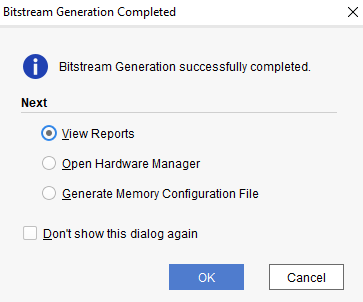 Bitstream Generation Completed
Bitstream Generation successfully completed.
Next
View Reports
Open Hardware Manager
Generate Memory Configuration File
Don't show this dialog again
OK
Cancel